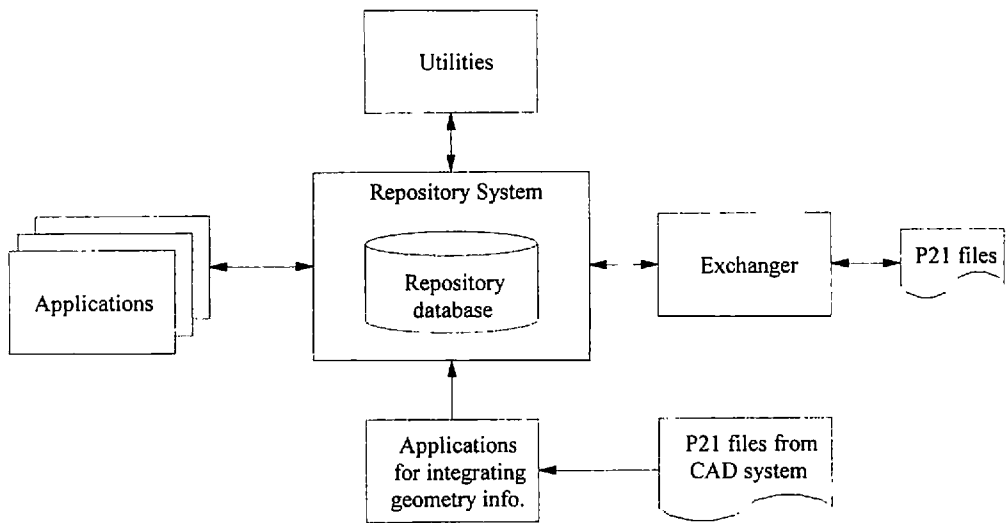 Utilities
Repository System
Repository
database
Applications
Exchanger
P21 files
Applications
for integrating
geometry info.
P21 files from
CAD system